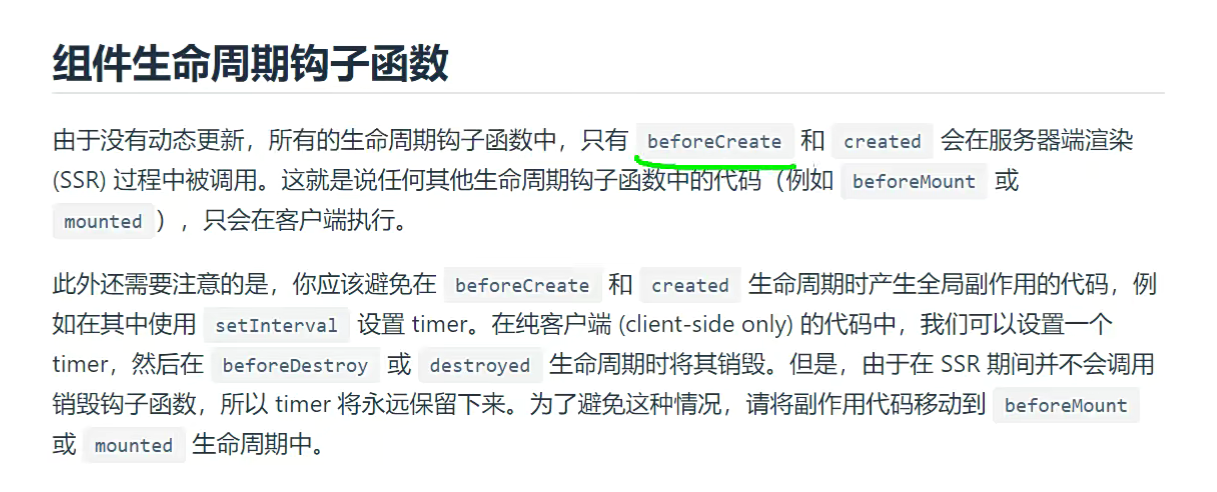 组件生命周期钩子函数
由于没有动态更新，所有的生命周期钩子函数中，只有 beforeCreate 和 created 会在服务器端渲染
(SSR) 过程中被调用。这就是说任何其他生命周期钩子函数中的代码（例如 beforeMount 或
mounted ），只会在客户端执行。
此外还需要注意的是，你应该避免在 beforeCreate 和 created 生命周期时产生全局副作用的代码，例
如在其中使用 setInterval 设置 timer。在纯客户端 (client-side only) 的代码中，我们可以设置一个
timer，然后在 beforeDestroy 或 destroyed 生命周期时将其销毁。但是，由于在 SSR 期间并不会调用
销毁钩子函数，所以 timer 将永远保留下来。为了避免这种情况，请将副作用代码移动到 beforeMount
或 mounted 生命周期中。